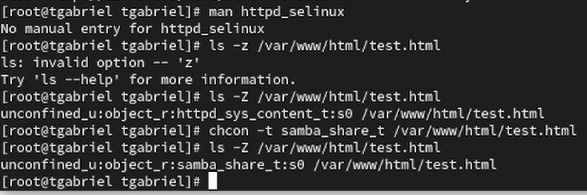 [root@tgabriel tgabriel]# man httpd_selinux
No manual entry for httpd_selinux
[root@tgabriel tgabriel]# ls -z /var/www/html/test.html
ls: invalid option -- 'z'
Try 'ls --help' for more information.
[root@tgabriel tgabriel]# ls -Z /var/www/html/test.html
unconfined_u:object_r:httpd_sys_content_t:s0 /var/www/html/test.html
[root@tgabriel tgabriel]# chcon -t samba_share_t /var/www/html/test.html
[root@tgabriel tgabriel]# ls -Z /var/www/html/test.html
unconfined_u:object_r:samba_share_t:s0 /var/www/html/test.html
[root@tgabriel tgabriel]#